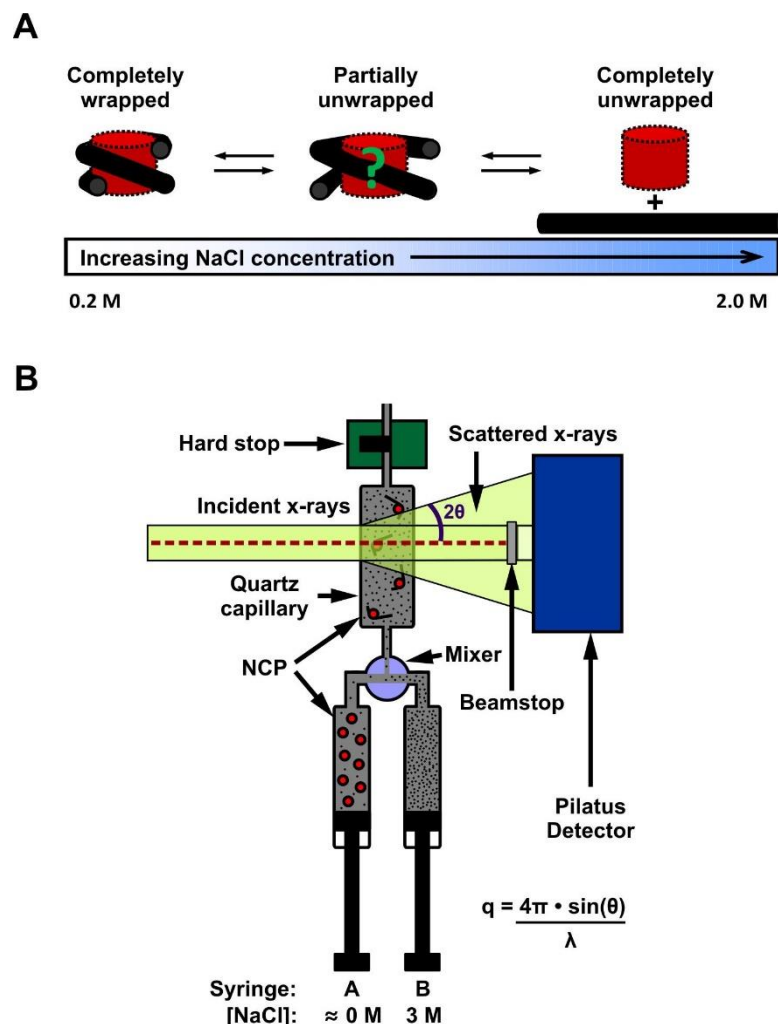 A
Completely
wrapped
Partially
unwrapped
Completely
unwrapped
?
+
Increasing NaCl concentration
0.2 M
2.0 M
B
Hard stop
Scattered x-rays
Incident x-rays
2θ
Quartz
capillary
NCP
Mixer
Beamstop
Pilatus
Detector
q = 4π • sin(θ)
λ
Syringe: A B
[NaCl]: ≈ 0 M 3 M